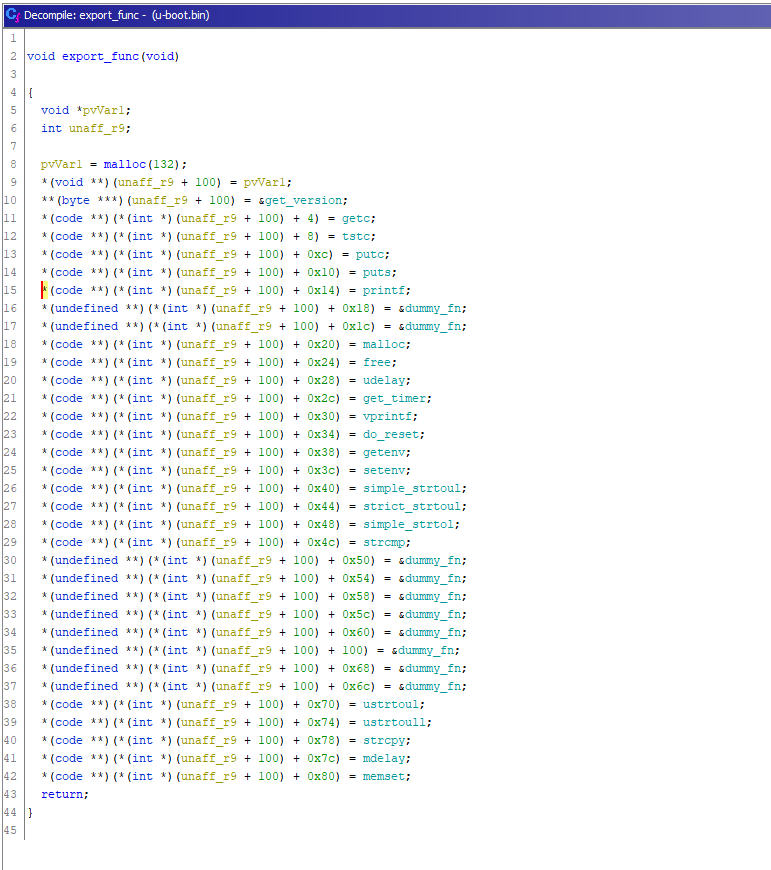 Decompile: export_func - (u-boot.bin)
1
2 void export_func(void)
3
4 {
5 void *pvVar1;
6 int unaff_r9;
7
8 pvVar1 = malloc(132);
9 *(void **)(unaff_r9 + 100) = pvVar1;
10 **(byte ***)(unaff_r9 + 100) = &get_version;
11 *(code **)(*(int *)(unaff_r9 + 100) + 4) = getc;
12 *(code **)(*(int *)(unaff_r9 + 100) + 8) = tstc;
13 *(code **)(*(int *)(unaff_r9 + 100) + 0xc) = putc;
14 *(code **)(*(int *)(unaff_r9 + 100) + 0x10) = puts;
15 *(code **)(*(int *)(unaff_r9 + 100) + 0x14) = printf;
16 *(undefined **)(*(int *)(unaff_r9 + 100) + 0x18) = &dummy_fn;
17 *(undefined **)(*(int *)(unaff_r9 + 100) + 0x1c) = &dummy_fn;
18 *(code **)(*(int *)(unaff_r9 + 100) + 0x20) = malloc;
19 *(code **)(*(int *)(unaff_r9 + 100) + 0x24) = free;
20 *(code **)(*(int *)(unaff_r9 + 100) + 0x28) = udelay;
21 *(code **)(*(int *)(unaff_r9 + 100) + 0x2c) = get_timer;
22 *(code **)(*(int *)(unaff_r9 + 100) + 0x30) = vprintf;
23 *(code **)(*(int *)(unaff_r9 + 100) + 0x34) = do_reset;
24 *(code **)(*(int *)(unaff_r9 + 100) + 0x38) = getenv;
25 *(code **)(*(int *)(unaff_r9 + 100) + 0x3c) = setenv;
26 *(code **)(*(int *)(unaff_r9 + 100) + 0x40) = simple_strtoul;
27 *(code **)(*(int *)(unaff_r9 + 100) + 0x44) = strict_strtoul;
28 *(code **)(*(int *)(unaff_r9 + 100) + 0x48) = simple_strtol;
29 *(code **)(*(int *)(unaff_r9 + 100) + 0x4c) = strcmp;
30 *(undefined **)(*(int *)(unaff_r9 + 100) + 0x50) = &dummy_fn;
31 *(undefined **)(*(int *)(unaff_r9 + 100) + 0x54) = &dummy_fn;
32 *(undefined **)(*(int *)(unaff_r9 + 100) + 0x58) = &dummy_fn;
33 *(undefined **)(*(int *)(unaff_r9 + 100) + 0x5c) = &dummy_fn;
34 *(undefined **)(*(int *)(unaff_r9 + 100) + 0x60) = &dummy_fn;
35 *(undefined **)(*(int *)(unaff_r9 + 100) + 100) = &dummy_fn;
36 *(undefined **)(*(int *)(unaff_r9 + 100) + 0x68) = &dummy_fn;
37 *(undefined **)(*(int *)(unaff_r9 + 100) + 0x6c) = &dummy_fn;
38 *(code **)(*(int *)(unaff_r9 + 100) + 0x70) = ustrtoul;
39 *(code **)(*(int *)(unaff_r9 + 100) + 0x74) = ustrtoull;
40 *(code **)(*(int *)(unaff_r9 + 100) + 0x78) = strcpy;
41 *(code **)(*(int *)(unaff_r9 + 100) + 0x7c) = mdelay;
42 *(code **)(*(int *)(unaff_r9 + 100) + 0x80) = memset;
43 return;
44 }
45